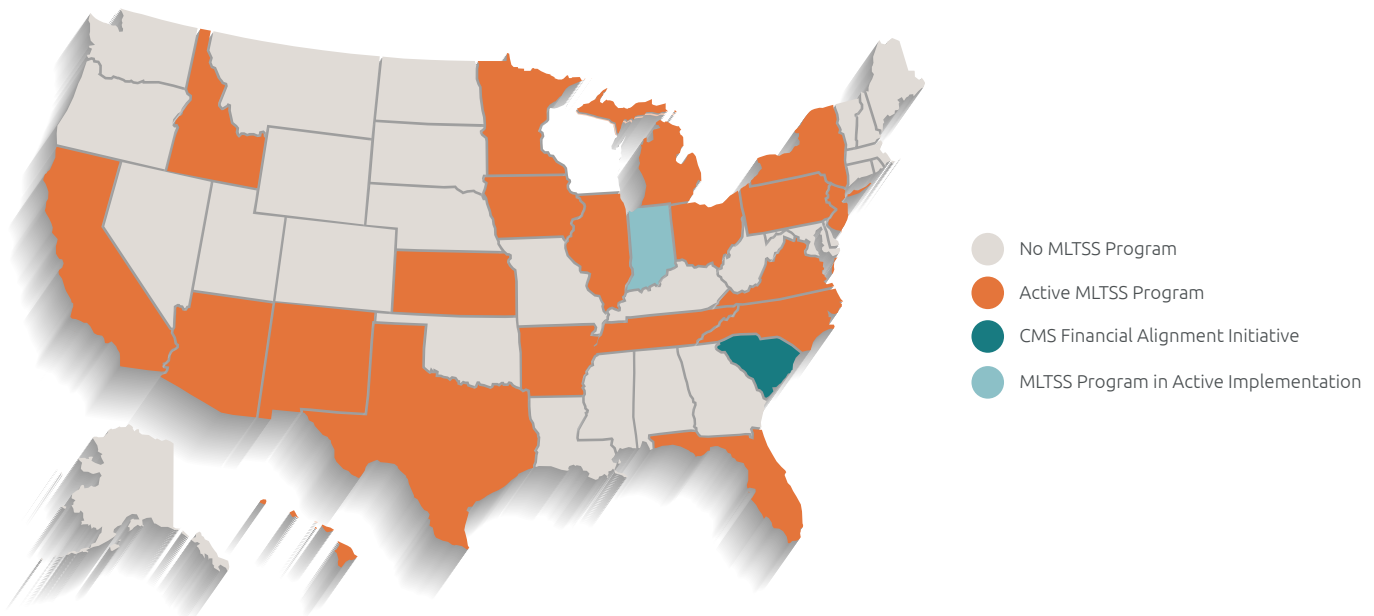 No MLTSS Program
Active MLTSS Program
CMS Financial Alignment Initiative
MLTSS Program in Active Implementation